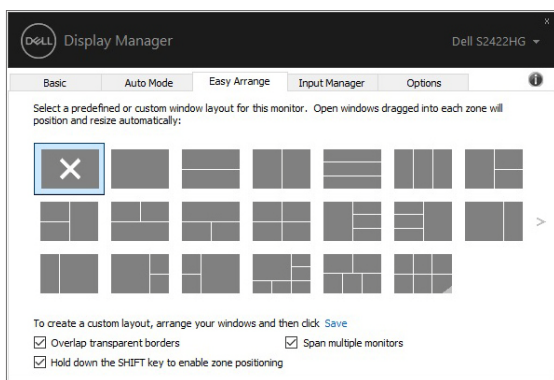 DELL Display Manager
Dell S2422HG
Basic Auto Mode Easy Arrange Input Manager Options
Select a predefined or custom window layout for this monitor. Open windows dragged into each zone will
position and resize automatically:
To create a custom layout, arrange your windows and then click Save
Overlap transparent borders Span multiple monitors
Hold down the SHIFT key to enable zone positioning